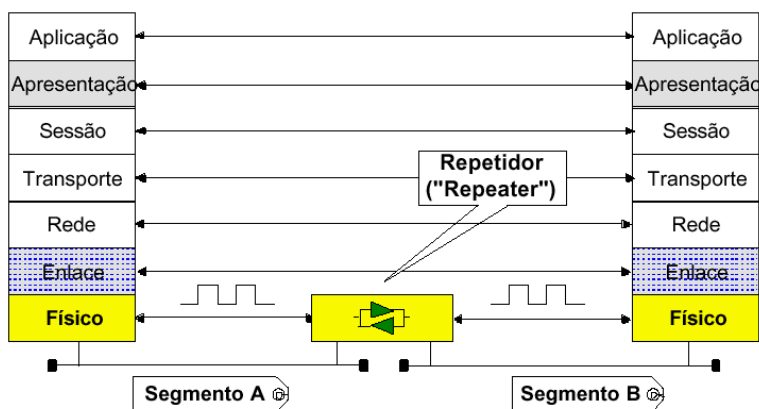 Aplicação
Aplicação
Apresentação
Apresentação
Sessão
Sessão
Repetidor
("Repeater")
Transporte
Transporte
Rede
Rede
Enlace
Enlace
Físico
Físico
Segmento A
Segmento B